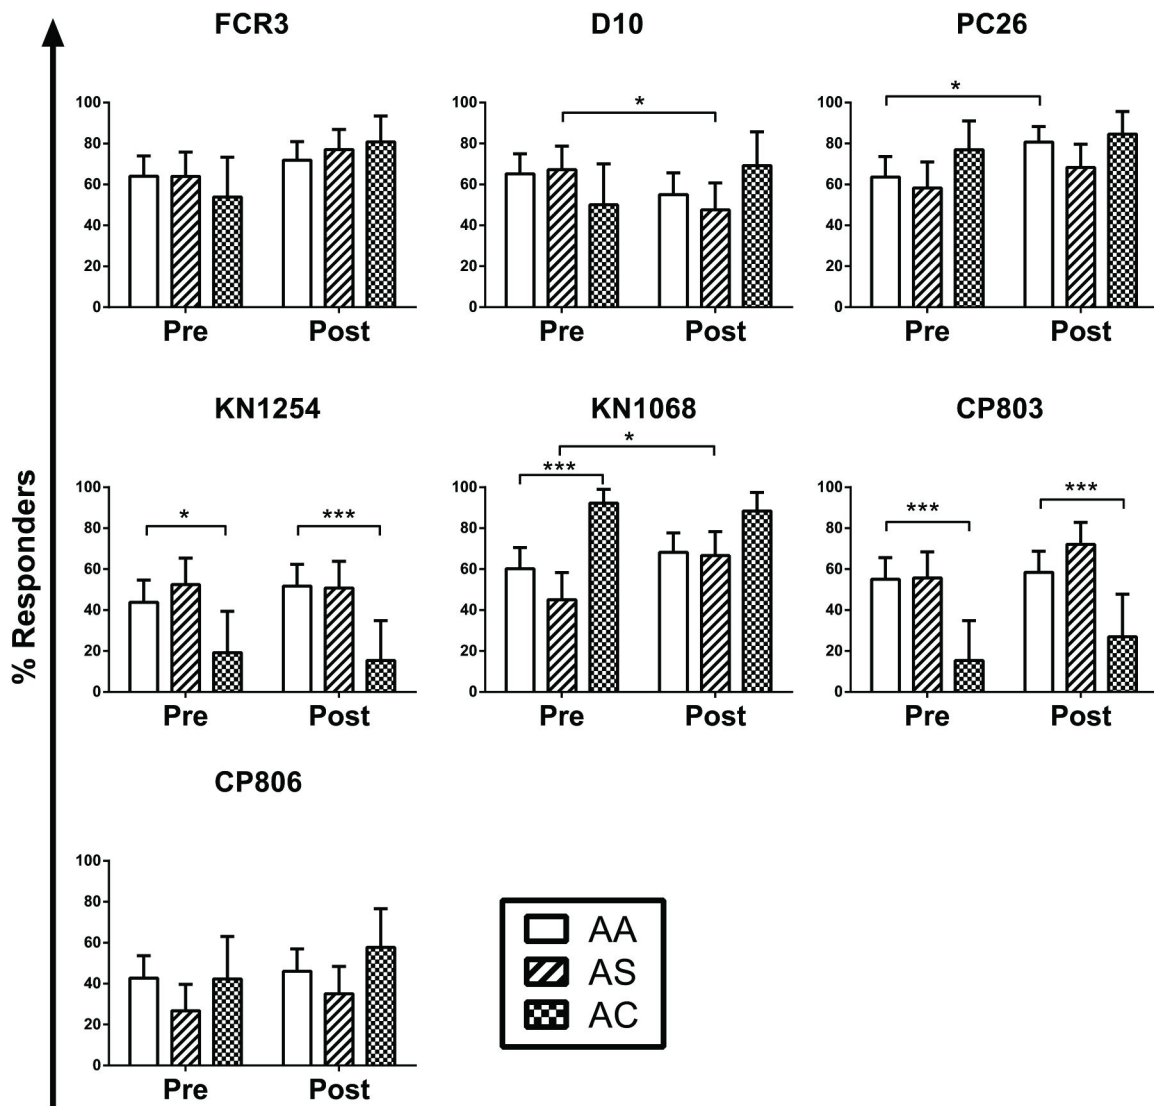 FCR3 D10 PC26
* *
100 100 100
80 80 80
60 60 60
40 40 40
20 20 20
0 0 0
Pre Post Pre Post Pre Post
% Responders
KN1254 KN1068 CP803
*
* *** *** *** ***
100 100 100
80 80 80
60 60 60
40 40 40
20 20 20
0 0 0
Pre Post Pre Post Pre Post
CP806
100
80
60
40
20
0
Pre Post
AA
AS
AC